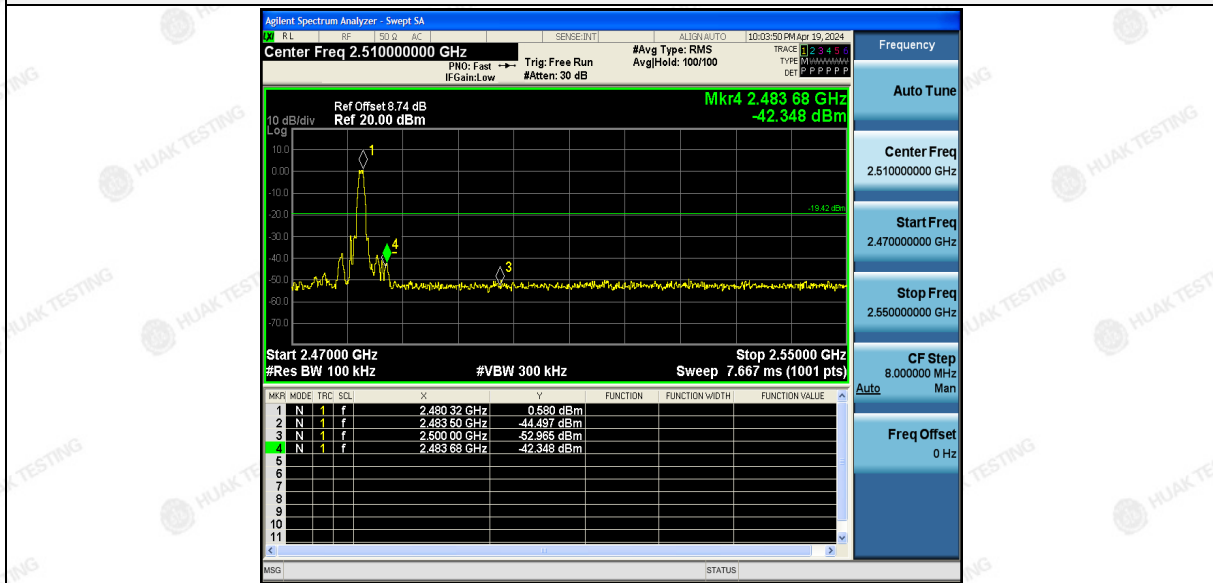 Agilent Spectrum Analyzer - Swept SA
RL RF 50 Ω AC SENSE:INT ALIGN AUTO 10:03:50 PM Apr 19, 2024
Center Freq 2.510000000 GHz
PNO: Fast
IFGain:Low
Trig: Free Run
#Atten: 30 dB
#Avg Type: RMS
Avg|Hold: 100/100
TRACE 1 2 3 4 5 6
TYPE M WWWWW
DET P P P P P P
Mkr4 2.483 68 GHz
-42.348 dBm
Ref Offset 8.74 dB
10 dB/div Ref 20.00 dBm
Log
10.0
0.00
-10.0
-20.0
-30.0
-40.0
-50.0
-60.0
-70.0
1
4
3
-19.42 dBm
Start 2.47000 GHz Stop 2.55000 GHz
#Res BW 100 kHz #VBW 300 kHz Sweep 7.667 ms (1001 pts)
MKR MODE TRC SCL X Y FUNCTION FUNCTION WIDTH FUNCTION VALUE
1 N 1 f 2.480 32 GHz 0.580 dBm
2 N 1 f 2.483 50 GHz -44.497 dBm
3 N 1 f 2.500 00 GHz -52.965 dBm
4 N 1 f 2.483 68 GHz -42.348 dBm
5
6
7
8
9
10
11
MSG STATUS
Frequency
Auto Tune
Center Freq
2.510000000 GHz
Start Freq
2.470000000 GHz
Stop Freq
2.550000000 GHz
CF Step
8.000000 MHz
Auto Man
Freq Offset
0 Hz
HUAK TESTING
HUAK TESTING
HUAK TESTING
HUAK TESTING